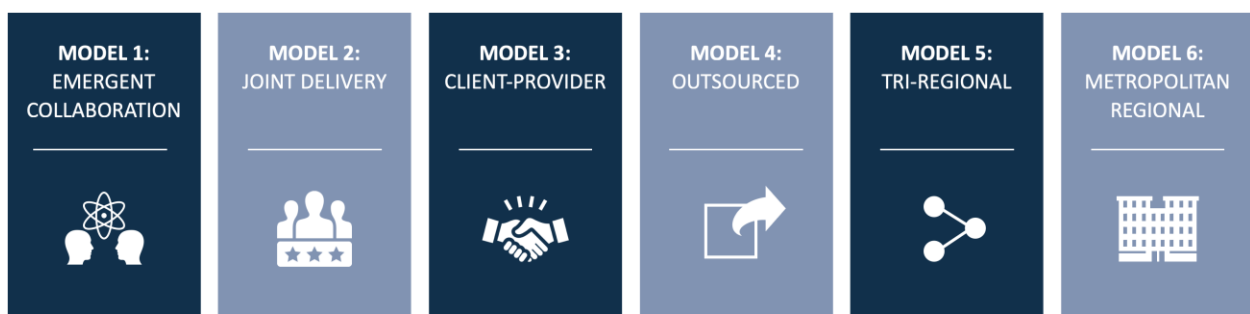 MODEL 1:
EMERGENT
COLLABORATION
MODEL 2:
JOINT DELIVERY
MODEL 3:
CLIENT-PROVIDER
MODEL 4:
OUTSOURCED
MODEL 5:
TRI-REGIONAL
MODEL 6:
METROPOLITAN
REGIONAL